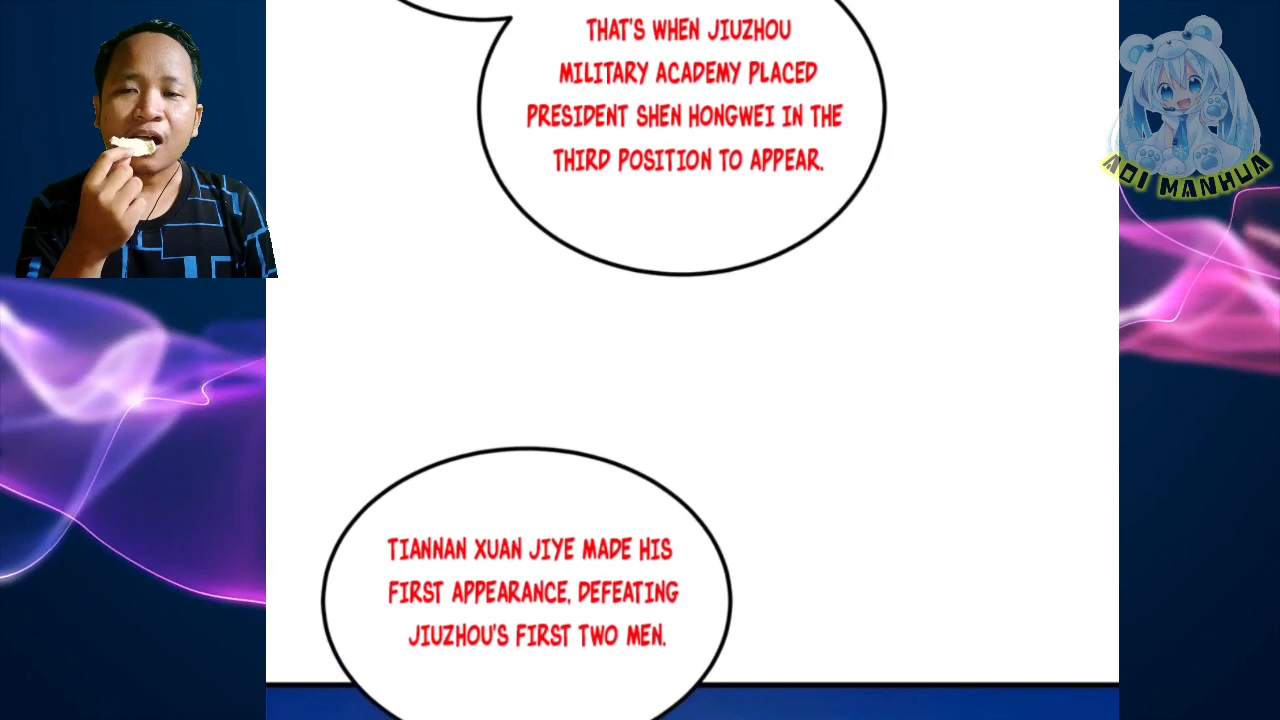 THAT'S WHEN JIUZHOU
MILITARY ACADEMY PLACED
PRESIDENT SHEN HONGWEI IN THE
THIRD POSITION TO APPEAR.
AOI MANHUA
TIANNAN XUAN JIYE MADE HIS
FIRST APPEARANCE, DEFEATING
JIUZHOU'S FIRST TWO MEN.